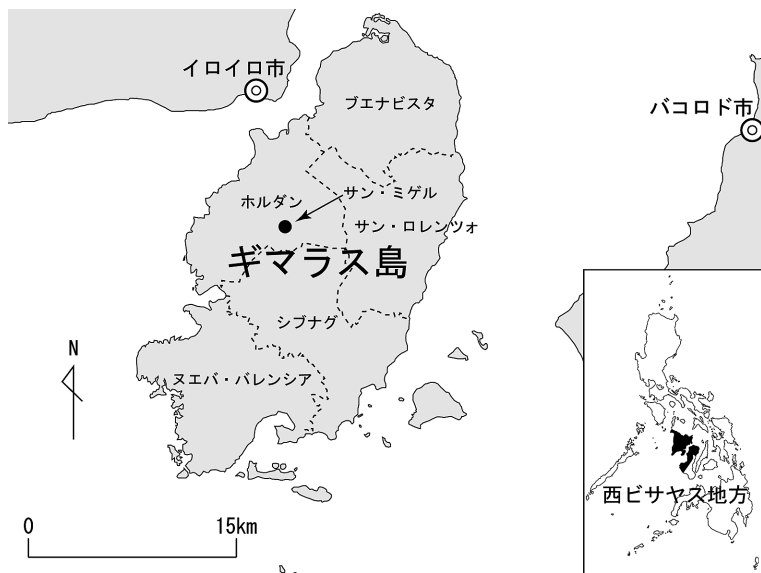 イロイロ市
ブエナビスタ
バコロド市
ホルダン
サン・ミゲル
サン・ロレンツォ
ギマラス島
シブナグ
ヌエバ・バレンシア
N
西ビサヤス地方
0
15km